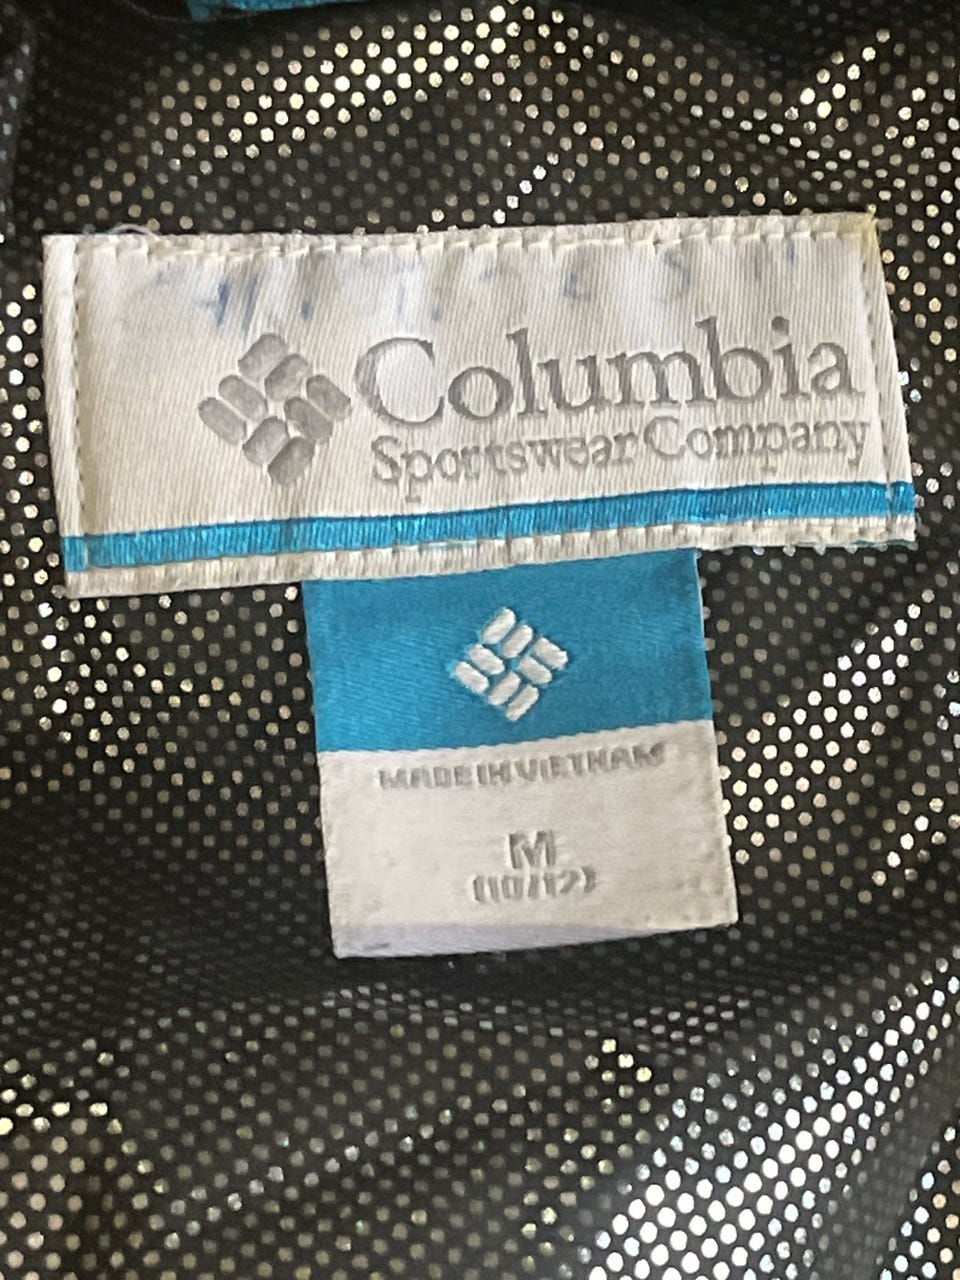 Columbia
Sportswear Company
MADE IN VIETNAM
M
(10/12)